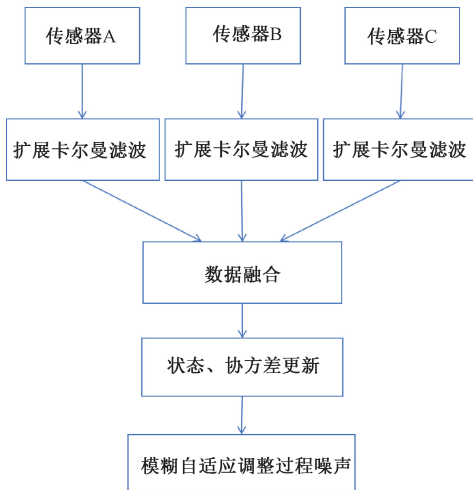 传感器A
传感器B
传感器C
扩展卡尔曼滤波
扩展卡尔曼滤波
扩展卡尔曼滤波
数据融合
状态、协方差更新
模糊自适应调整过程噪声